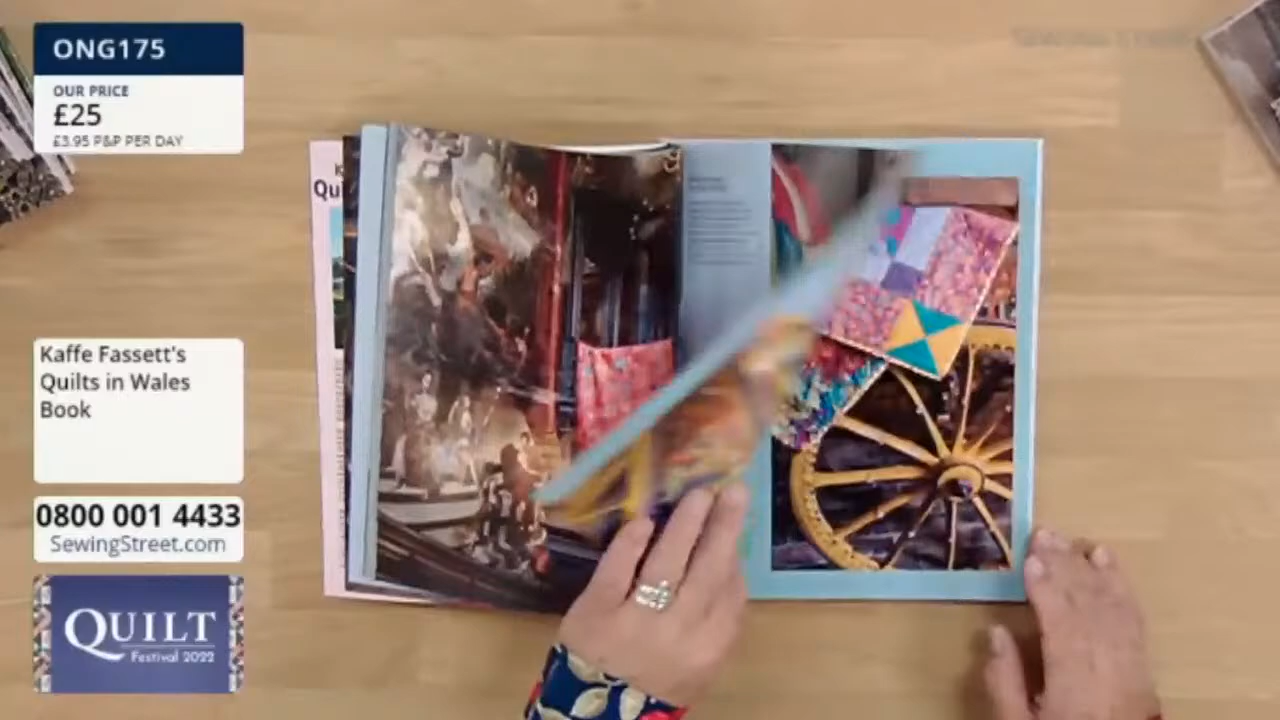 ONG175
OUR PRICE
£25
£3.95 P&P PER DAY
Qui
Kaffe Fassett's
Quilts in Wales
Book
0800 001 4433
SewingStreet.com
QUILT
Festival 2022